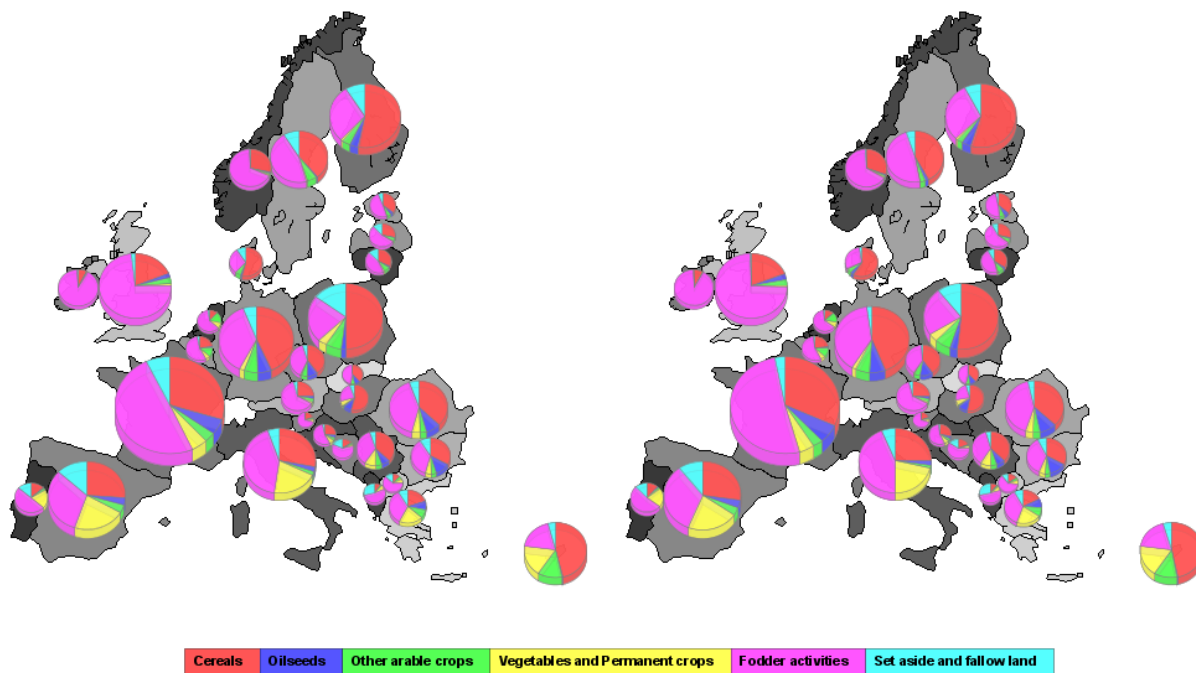 Cereals Oilseeds Other arable crops Vegetables and Permanent crops Fodder activities Set aside and fallow land